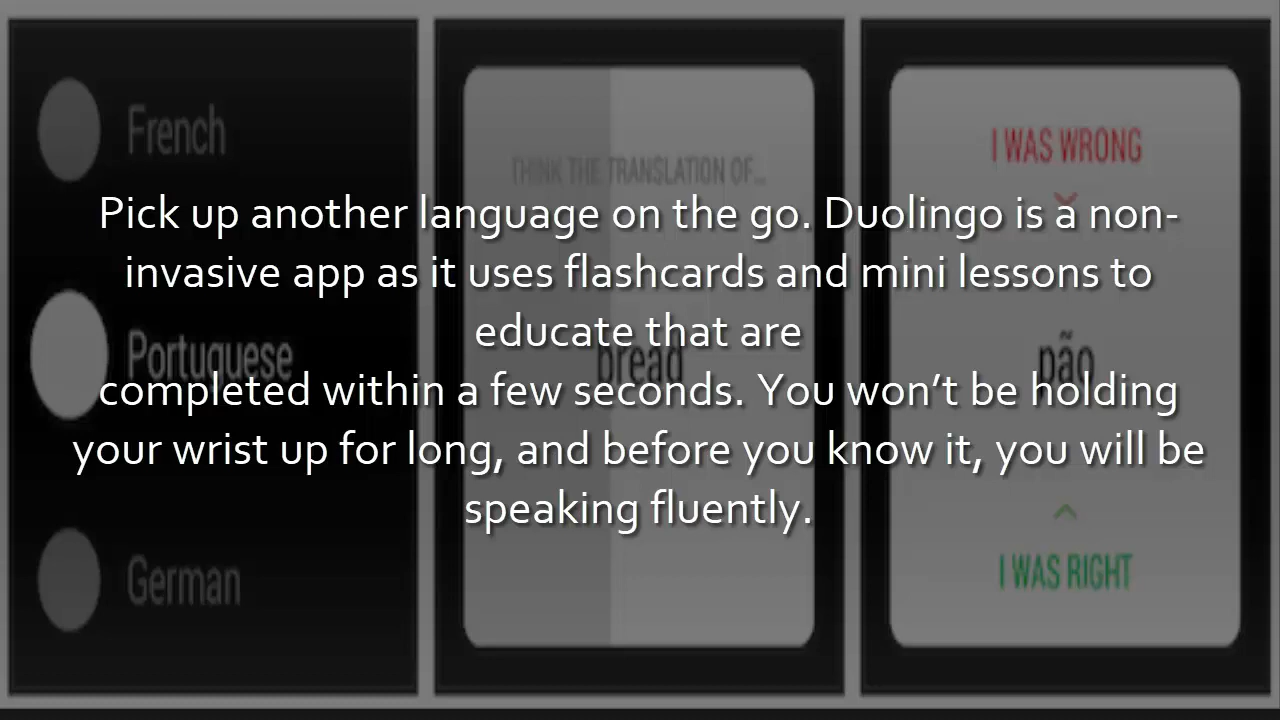 French
Portuguese
German
THINK THE TRANSLATION OF...
bread
I WAS WRONG
pão
I WAS RIGHT
Pick up another language on the go. Duolingo is a non-
invasive app as it uses flashcards and mini lessons to
educate that are
completed within a few seconds. You won’t be holding
your wrist up for long, and before you know it, you will be
speaking fluently.